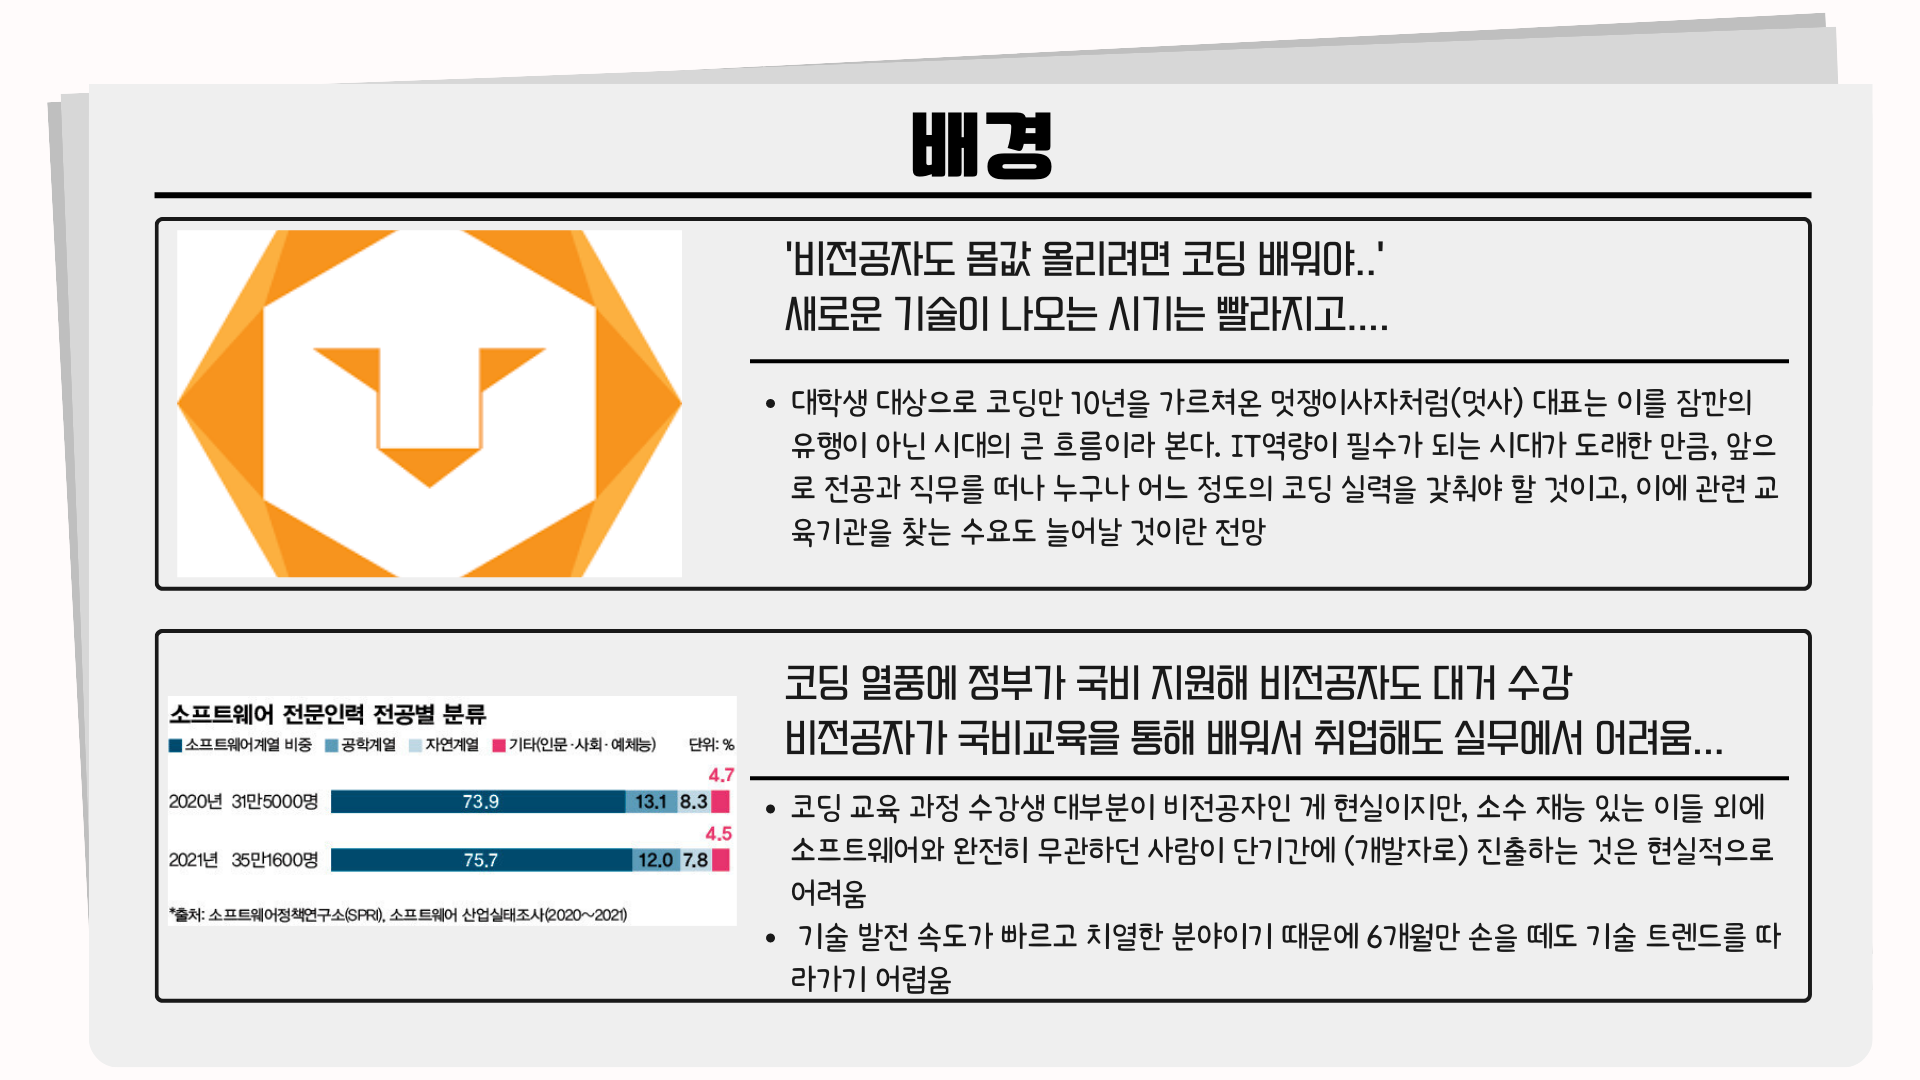 배경
'비전공자도 몸값 올리려면 코딩 배워야..'
새로운 기술이 나오는 시기는 빨라지고....
• 대학생 대상으로 코딩만 10년을 가르쳐온 멋쟁이사자처럼(멋사) 대표는 이를 잠깐의
유행이 아닌 시대의 큰 흐름이라 본다. IT역량이 필수가 되는 시대가 도래한 만큼, 앞으
로 전공과 직무를 떠나 누구나 어느 정도의 코딩 실력을 갖춰야 할 것이고, 이에 관련 교
육기관을 찾는 수요도 늘어날 것이란 전망
소프트웨어 전문인력 전공별 분류
소프트웨어계열 비중 공학계열 자연계열 기타(인문·사회·예체능) 단위: %
4.7
2020년 31만5000명 73.9 13.1 8.3
4.5
2021년 35만1600명 75.7 12.0 7.8
*출처: 소프트웨어정책연구소(SPRI), 소프트웨어 산업실태조사(2020~2021)
코딩 열풍에 정부가 국비 지원해 비전공자도 대거 수강
비전공자가 국비교육을 통해 배워서 취업해도 실무에서 어려움...
• 코딩 교육 과정 수강생 대부분이 비전공자인 게 현실이지만, 소수 재능 있는 이들 외에
소프트웨어와 완전히 무관하던 사람이 단기간에 (개발자로) 진출하는 것은 현실적으로
어려움
• 기술 발전 속도가 빠르고 치열한 분야이기 때문에 6개월만 손을 떼도 기술 트렌드를 따
라가기 어렵움